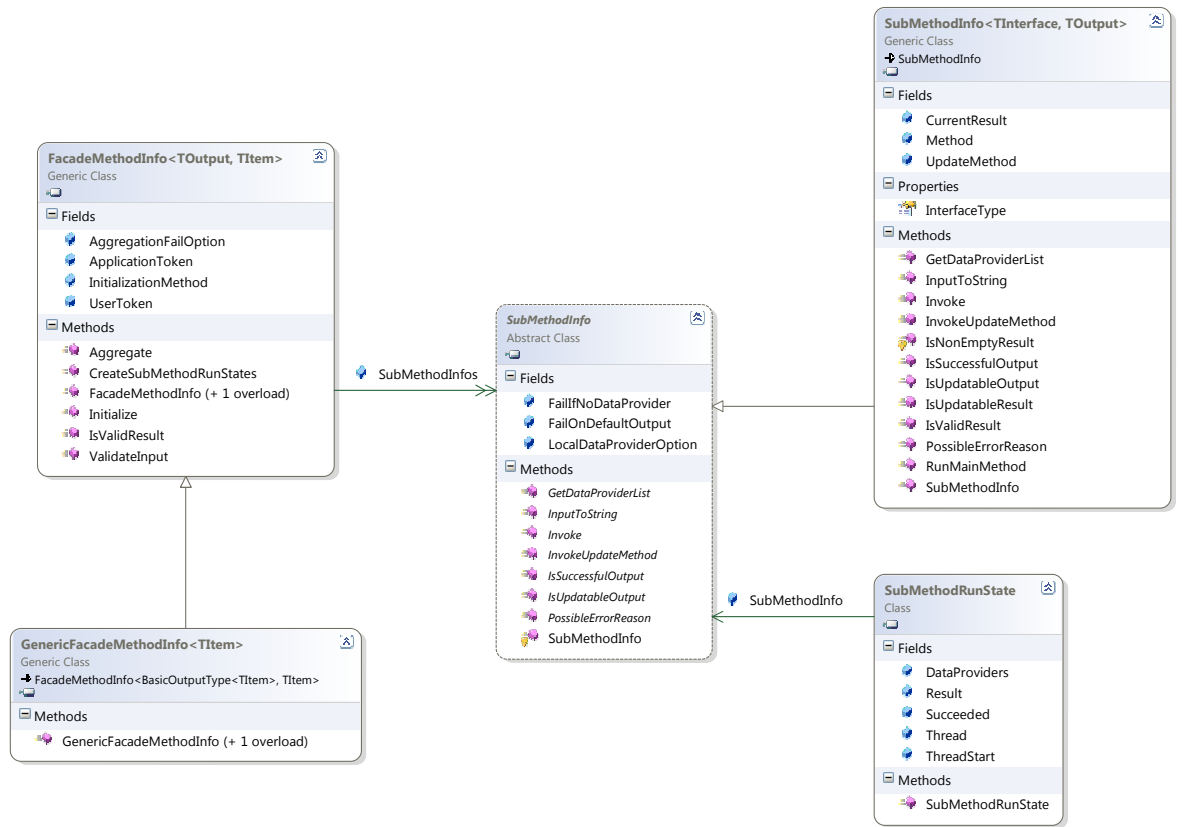 FacadeMethodInfo<TOutput, TItem>
Generic Class
Fields
AggregationFailOption
ApplicationToken
InitializationMethod
UserToken
Methods
Aggregate
CreateSubMethodRunStates
FacadeMethodInfo (+ 1 overload)
Initialize
IsValidResult
ValidateInput
SubMethodInfos
GenericFacadeMethodInfo<TItem>
Generic Class
FacadeMethodInfo<BasicOutputType<TItem>, TItem>
Methods
GenericFacadeMethodInfo (+ 1 overload)
SubMethodInfo
Abstract Class
Fields
FailIfNoDataProvider
FailOnDefaultOutput
LocalDataProviderOption
Methods
GetDataProviderList
InputToString
Invoke
InvokeUpdateMethod
IsSuccessfulOutput
IsUpdatableOutput
PossibleErrorReason
SubMethodInfo
SubMethodInfo<TInterface, TOutput>
Generic Class
SubMethodInfo
Fields
CurrentResult
Method
UpdateMethod
Properties
InterfaceType
Methods
GetDataProviderList
InputToString
Invoke
InvokeUpdateMethod
IsNonEmptyResult
IsSuccessfulOutput
IsUpdatableOutput
IsUpdatableResult
IsValidResult
PossibleErrorReason
RunMainMethod
SubMethodInfo
SubMethodInfo
SubMethodRunState
Class
Fields
DataProviders
Result
Succeeded
Thread
ThreadStart
Methods
SubMethodRunState